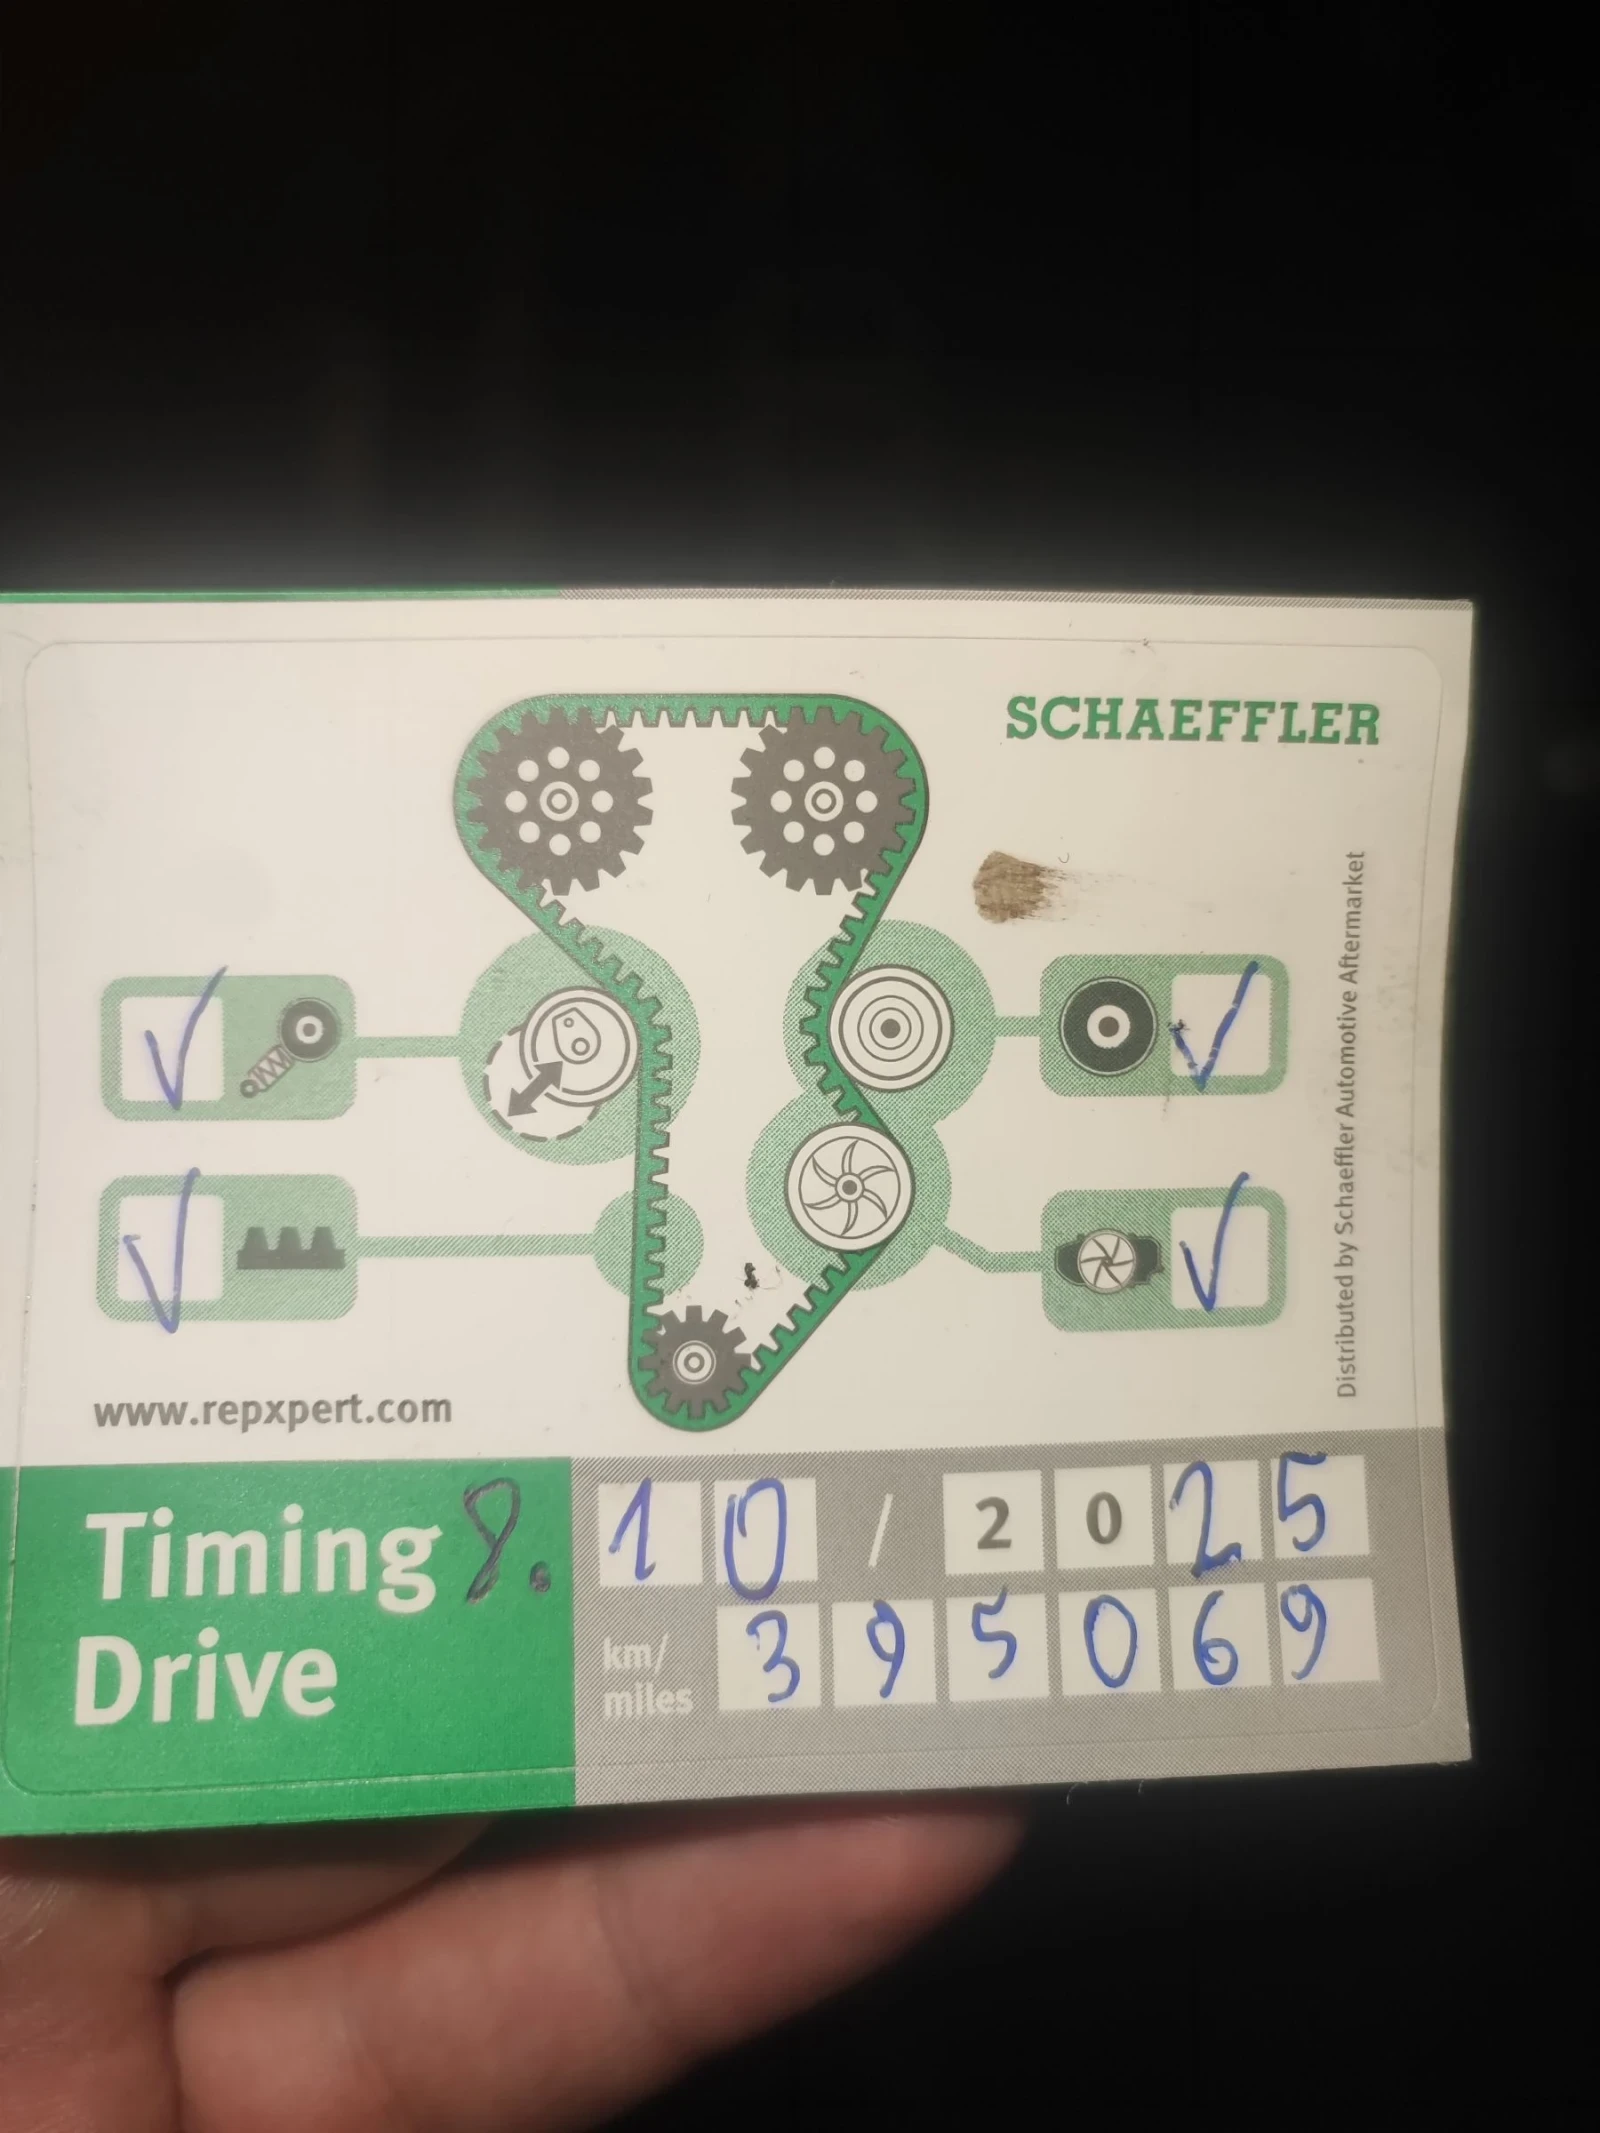 SCHAEFFLER
Distributed by Schaeffler Automotive Aftermarket
www.repxpert.com
Timing 8. 10 / 2025
Drive
km/ miles 395069